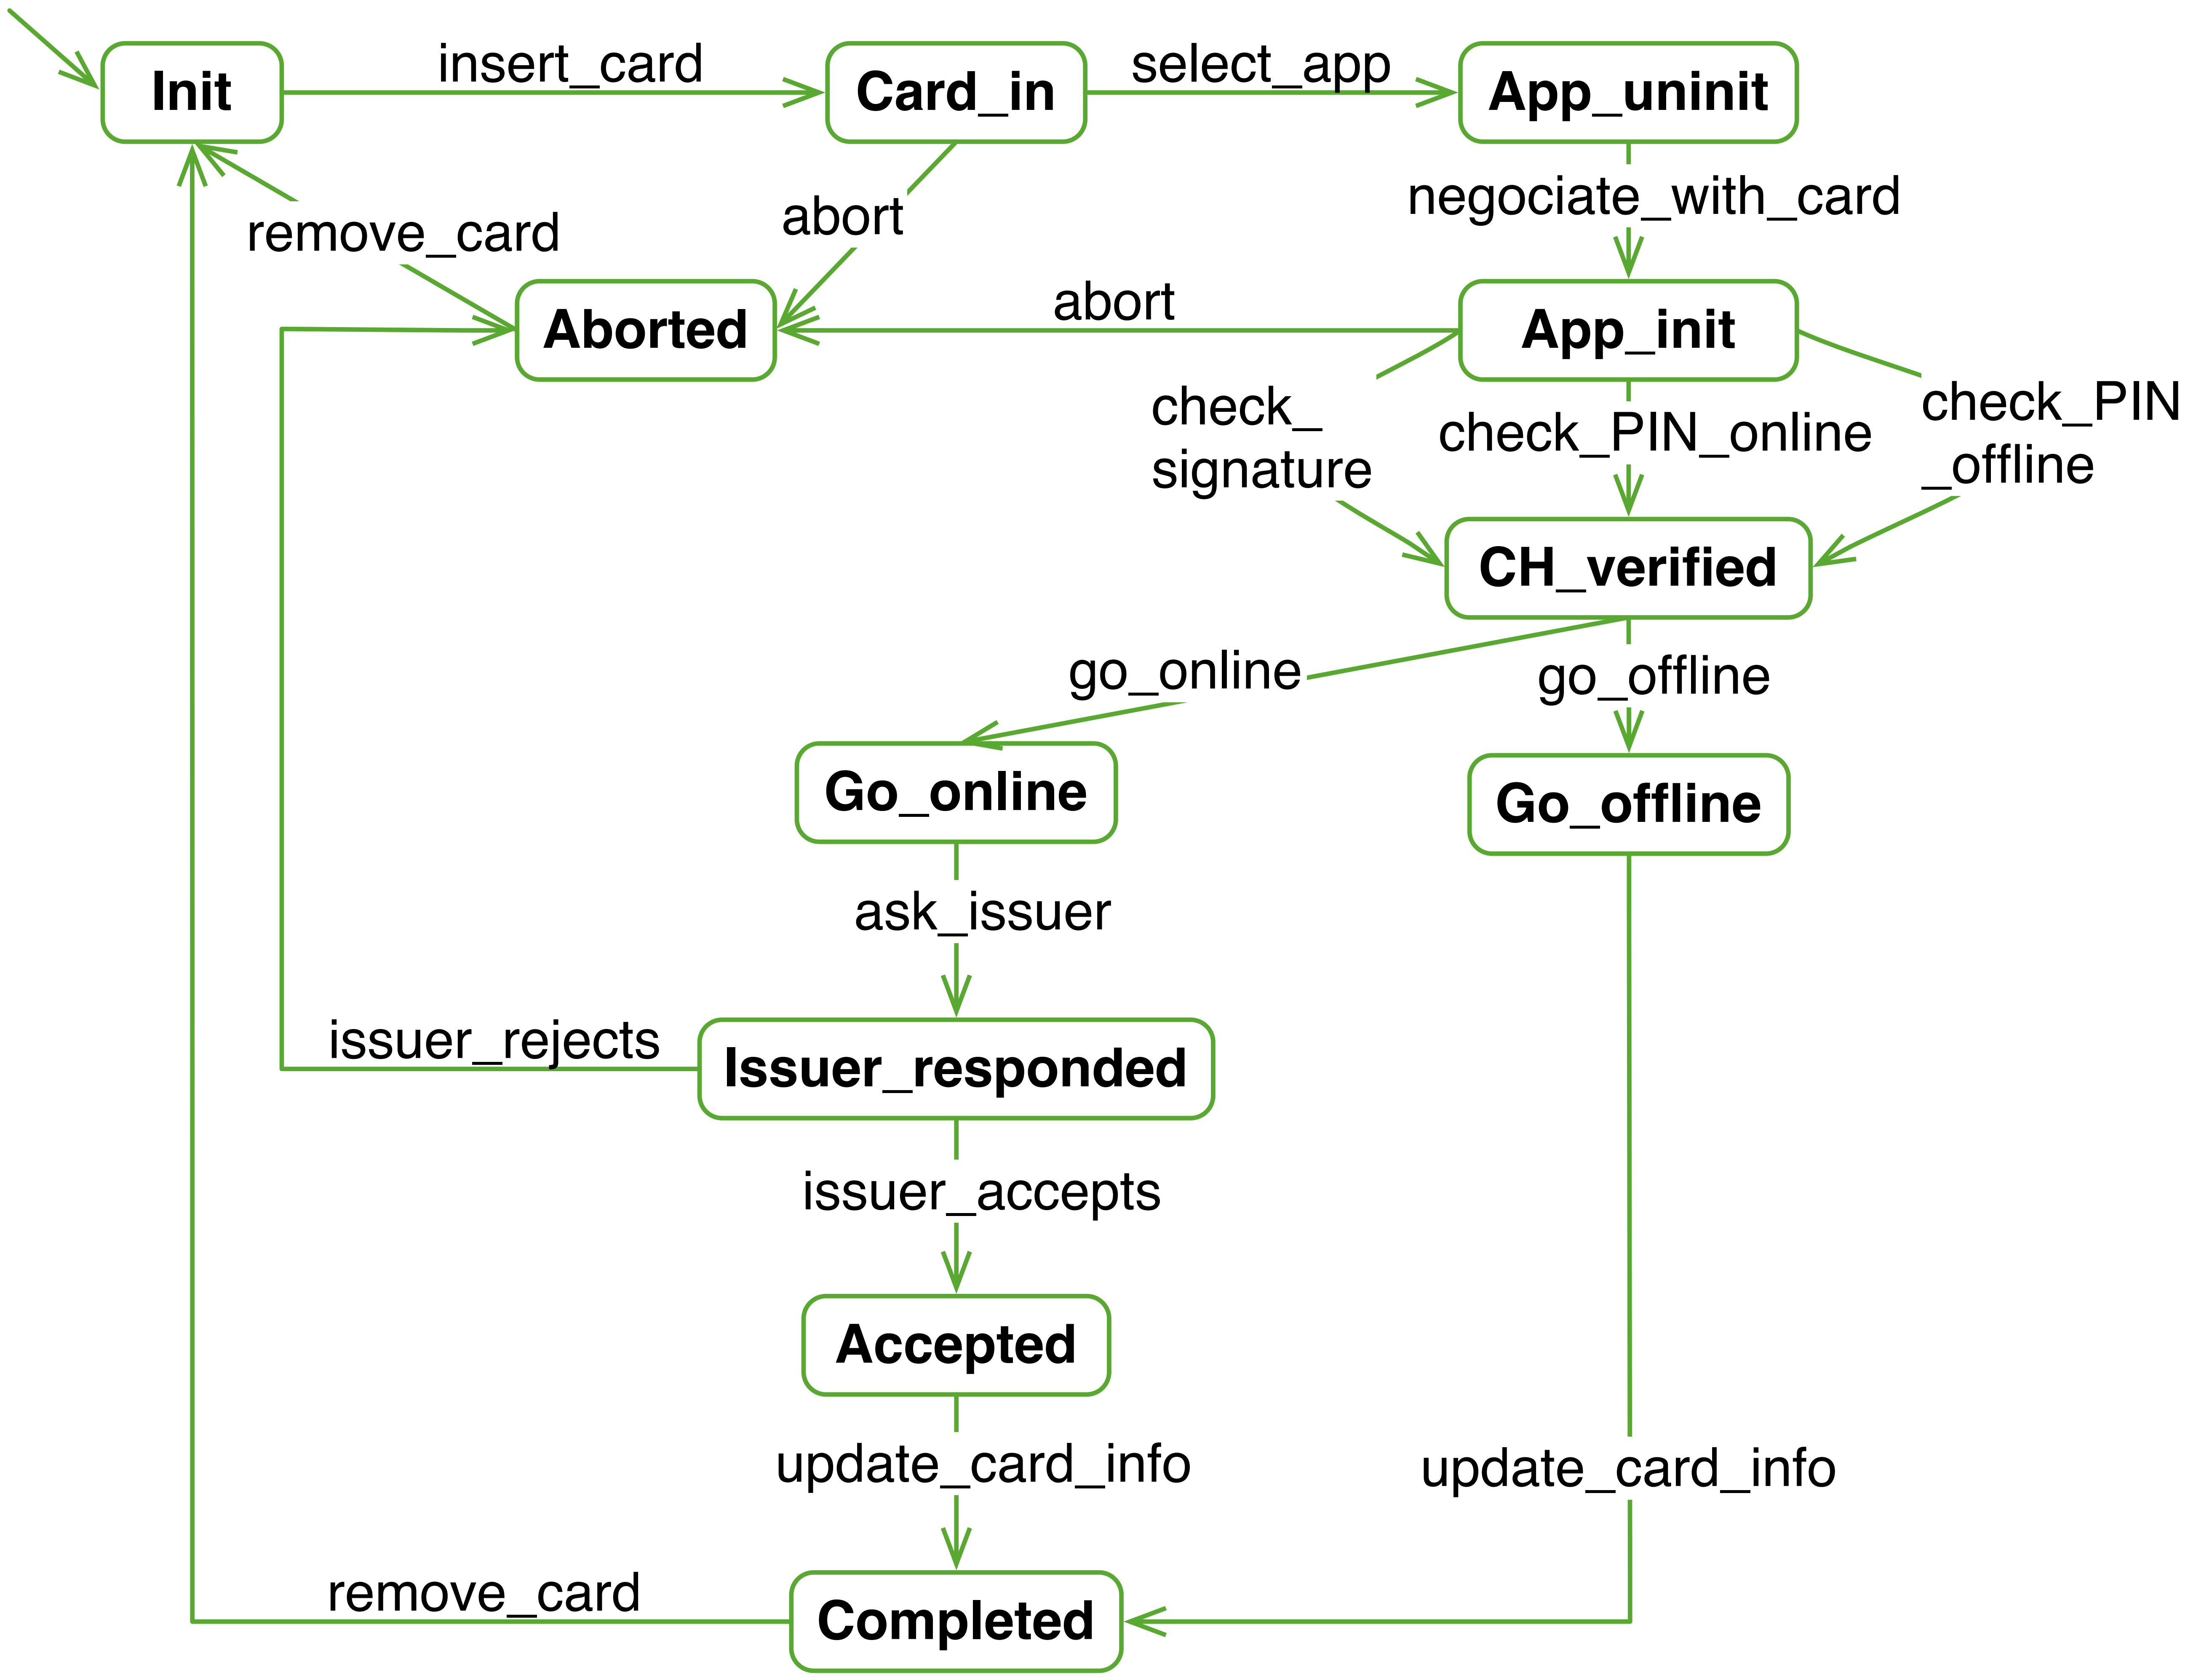 Init
insert_card
Card_in
select_app
App_uninit
remove_card
abort
negociate_with_card
Aborted
abort
App_init
check_
signature
check_PIN_online
check_PIN
_offline
CH_verified
go_online
go_offline
Go_online
Go_offline
ask_issuer
issuer_rejects
Issuer_responded
issuer_accepts
Accepted
update_card_info
update_card_info
remove_card
Completed